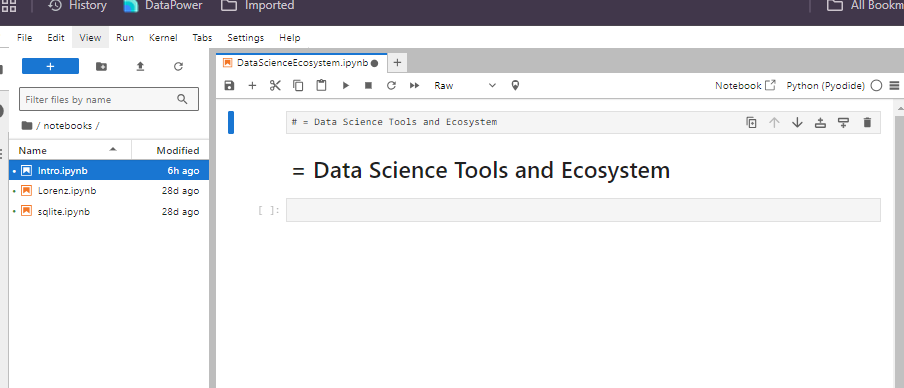 History DataPower Imported All Bookm
File Edit View Run Kernel Tabs Settings Help
DataScienceEcosystem.ipynb
Raw Notebook Python (Pyodide)
Filter files by name
/ notebooks /
Name Modified
Intro.ipynb 6h ago
Lorenz.ipynb 28d ago
sqlite.ipynb 28d ago
# = Data Science Tools and Ecosystem
= Data Science Tools and Ecosystem
[ ]: